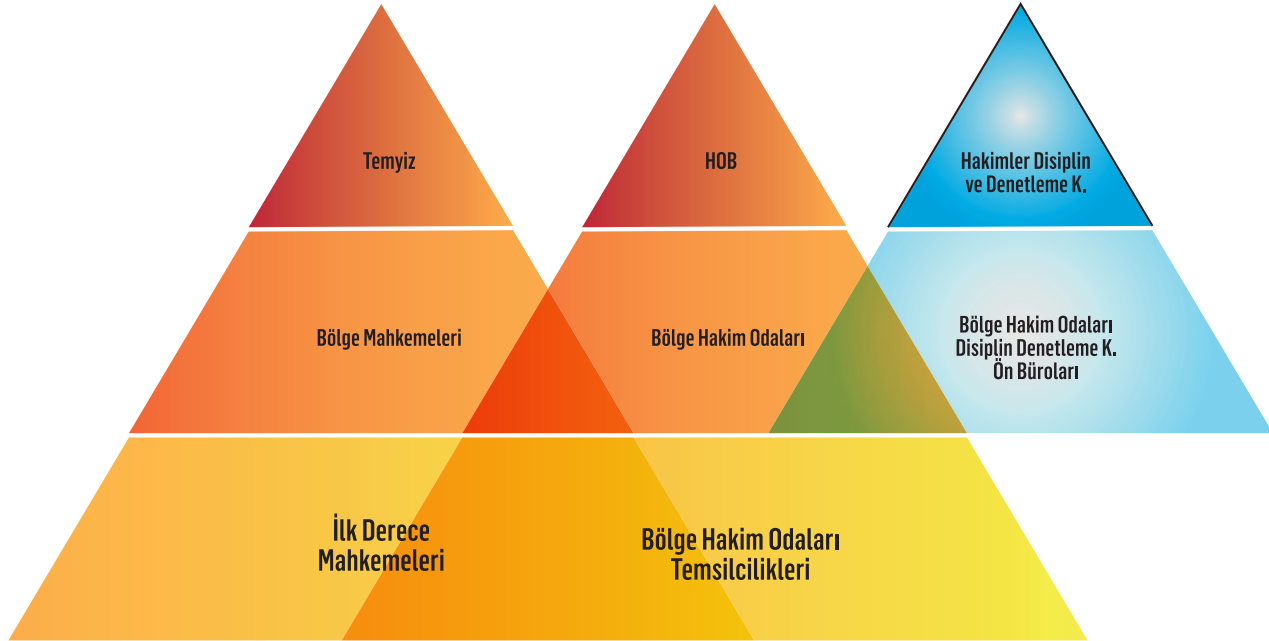 Temyiz
HOB
Hakimler Disiplin
ve Denetleme K.
Bölge Mahkemeleri
Bölge Hakim Odaları
Bölge Hakim Odaları
Disiplin Denetleme K.
Ön Büroları
İlk Derece
Mahkemeleri
Bölge Hakim Odaları
Temsilcilikleri